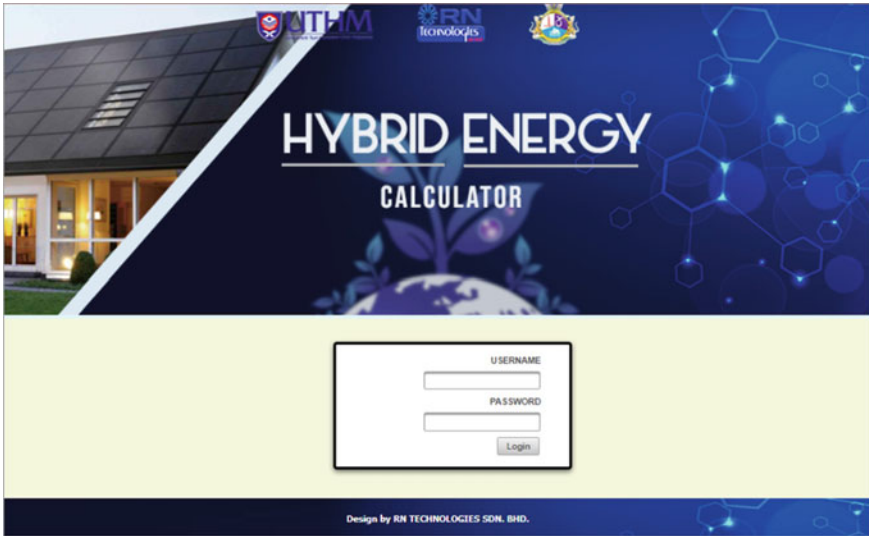 UTHM
RN
Technologies
HYBRID ENERGY
CALCULATOR
USERNAME
PASSWORD
Login
Design by RN TECHNOLOGIES SDN. BHD.